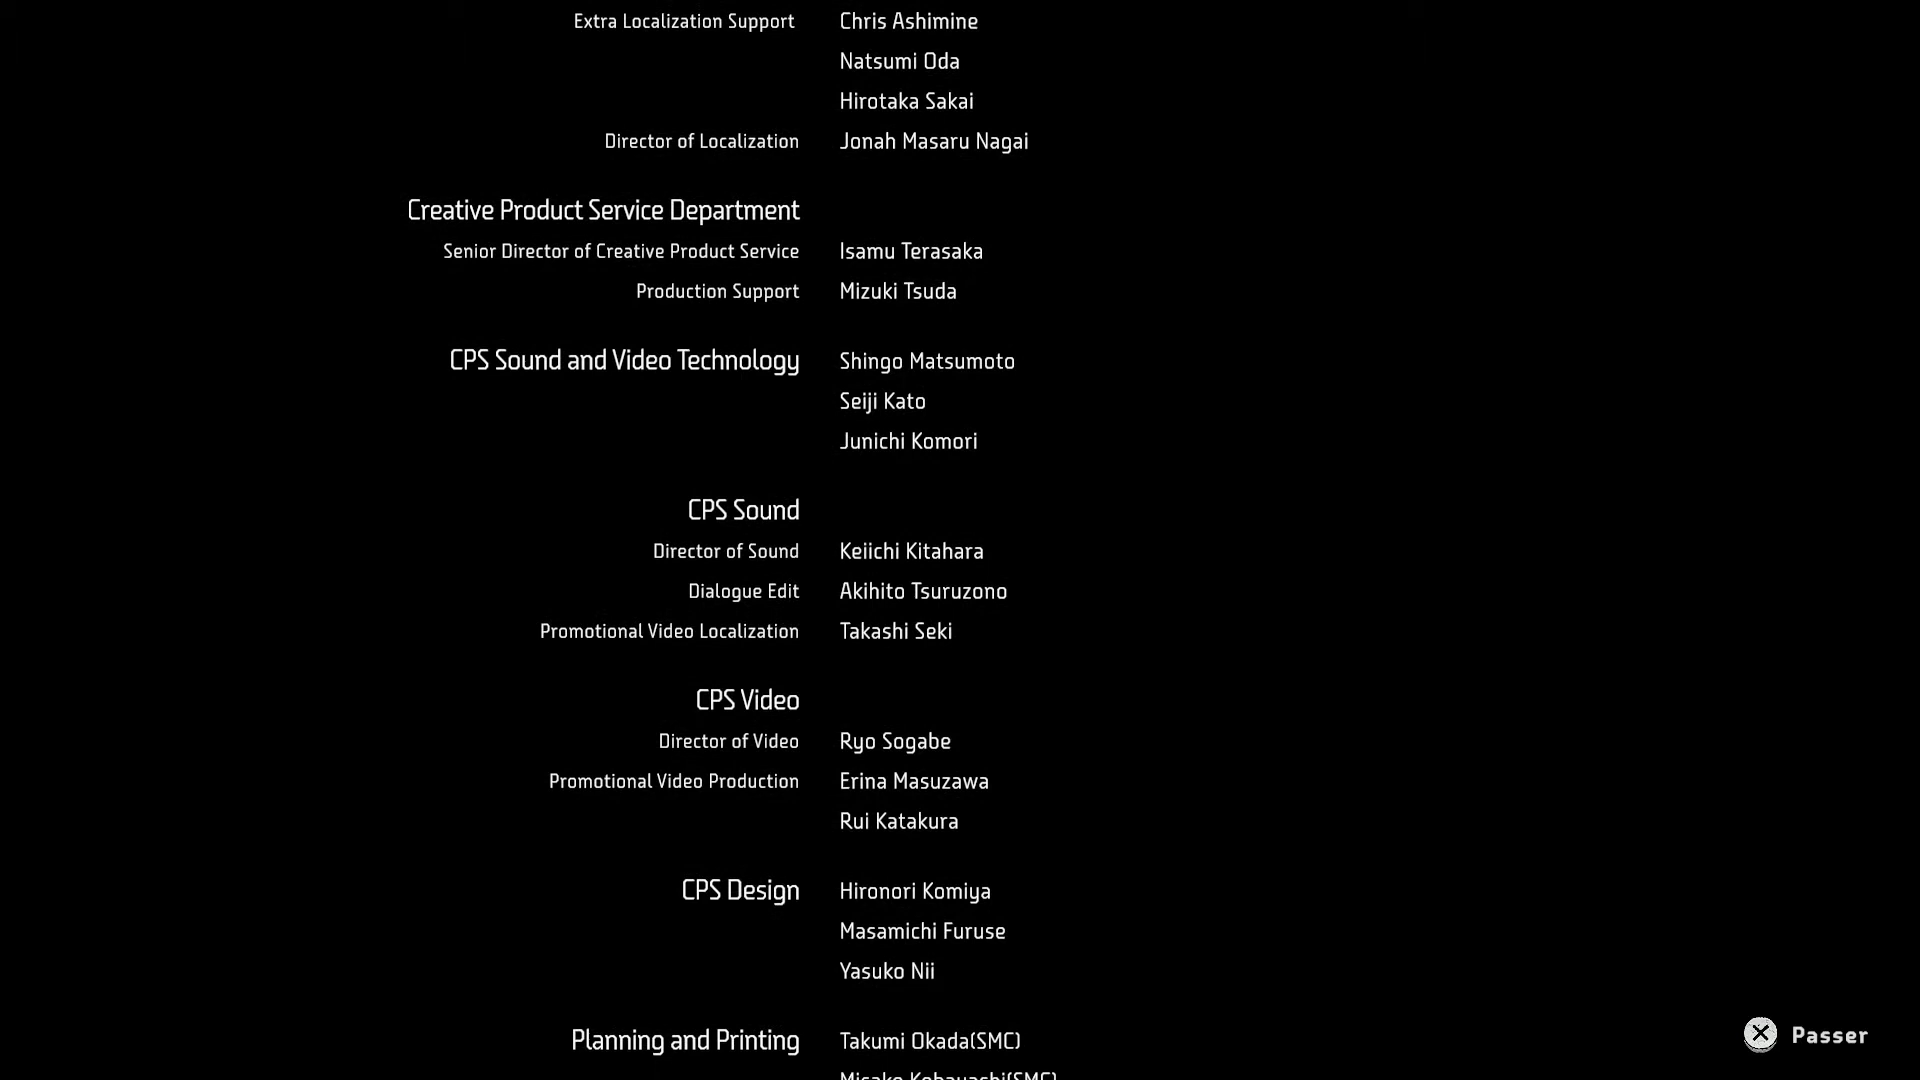 Extra Localization Support Chris Ashimine
Natsumi Oda
Hirotaka Sakai
Director of Localization Jonah Masaru Nagai
Creative Product Service Department
Senior Director of Creative Product Service Isamu Terasaka
Production Support Mizuki Tsuda
CPS Sound and Video Technology Shingo Matsumoto
Seiji Kato
Junichi Komori
CPS Sound
Director of Sound Keiichi Kitahara
Dialogue Edit Akihito Tsuruzono
Promotional Video Localization Takashi Seki
CPS Video
Director of Video Ryo Sogabe
Promotional Video Production Erina Masuzawa
Rui Katakura
CPS Design Hironori Komiya
Masamichi Furuse
Yasuko Nii
Planning and Printing Takumi Okada(SMC)
Misako Kobayashi(SMC)
Passer